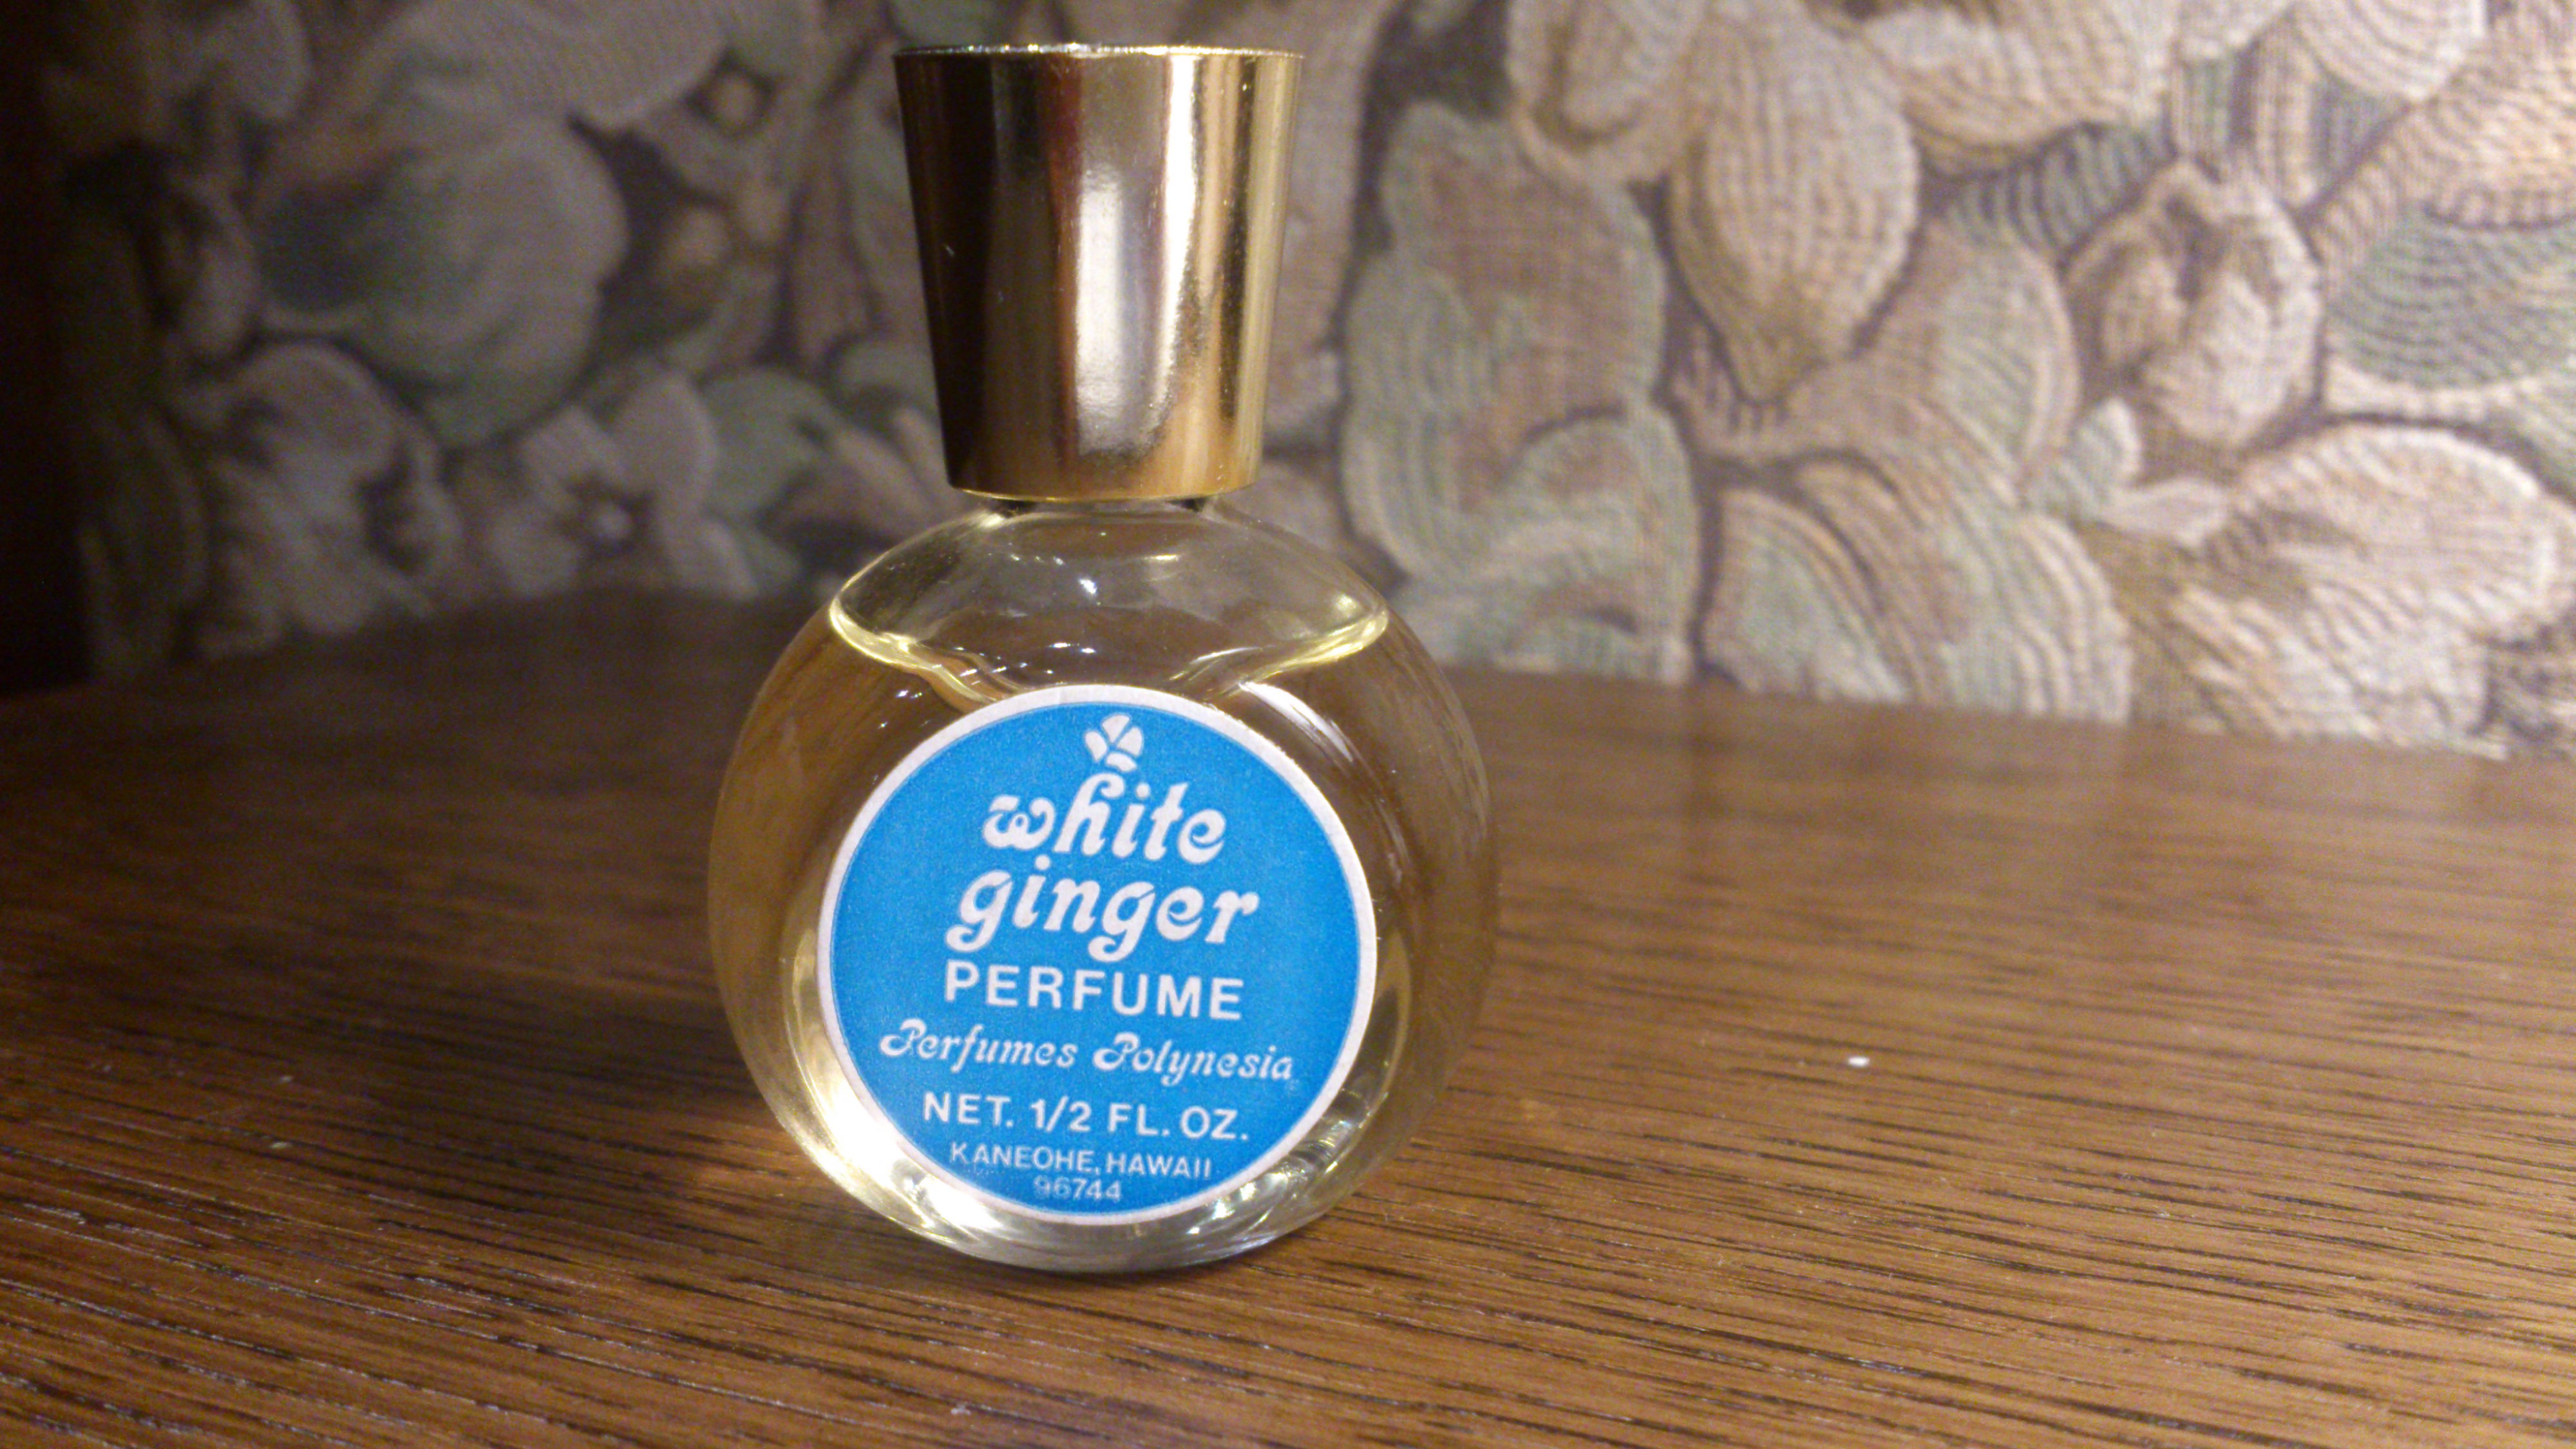 white
ginger
PERFUME
Perfumes Polynesia
NET. 1/2 FL. OZ.
KANEOHE, HAWAII
96744